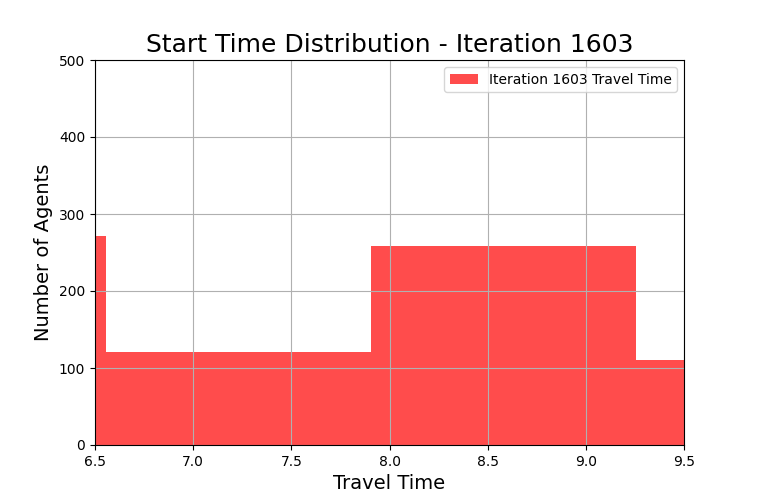 Start Time Distribution - Iteration 1603
Iteration 1603 Travel Time
Number of Agents
500
400
300
200
100
0
6.5 7.0 7.5 8.0 8.5 9.0 9.5
Travel Time